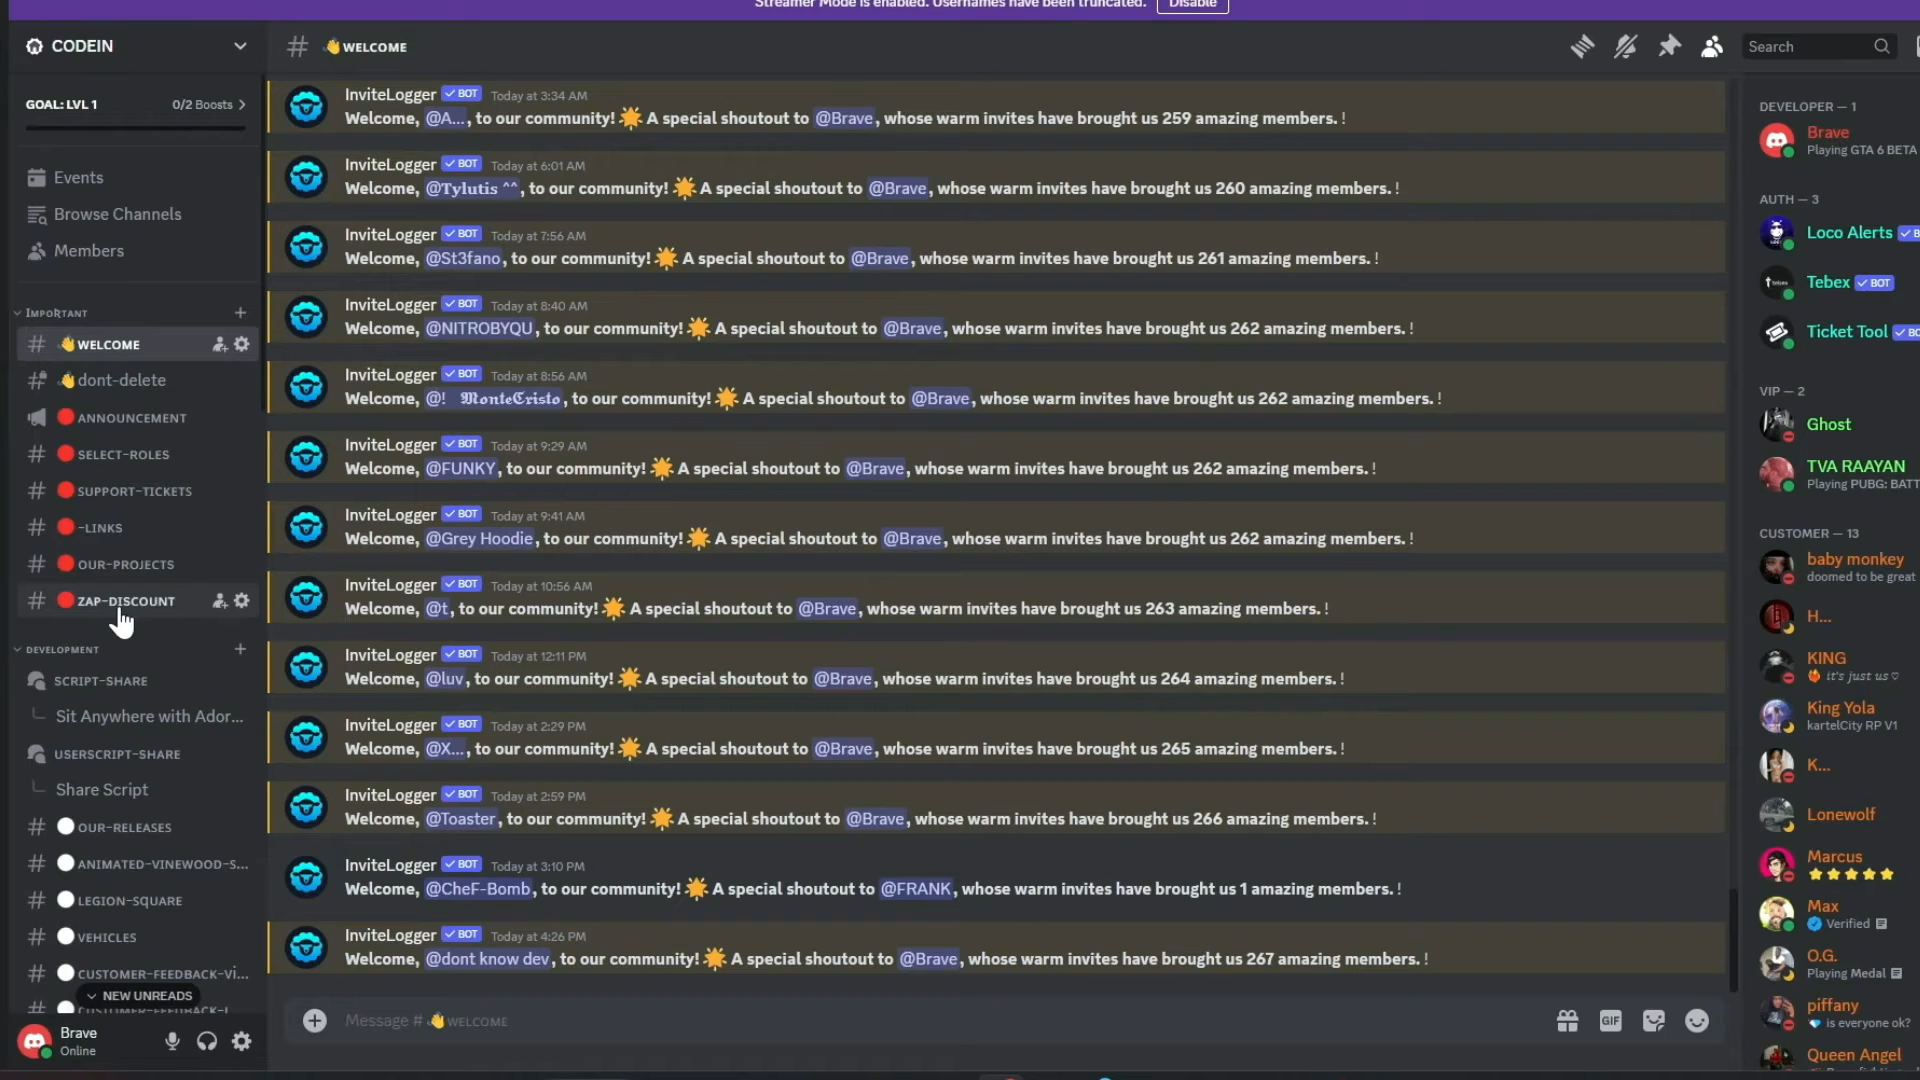 Streamer Mode is enabled. Usernames have been truncated.
Disable
CODEIN
GOAL: LVL 1
0/2 Boosts
Events
Browse Channels
Members
IMPORTANT
WELCOME
dont-delete
ANNOUNCEMENT
SELECT-ROLES
SUPPORT-TICKETS
-LINKS
OUR-PROJECTS
ZAP-DISCOUNT
DEVELOPMENT
SCRIPT-SHARE
Sit Anywhere with Ador...
USERSCRIPT-SHARE
Share Script
OUR-RELEASES
ANIMATED-VINEWOOD-S...
LEGION-SQUARE
VEHICLES
CUSTOMER-FEEDBACK-VI...
NEW UNREADS
Brave
Online
# 👋WELCOME
Search
InviteLogger BOT Today at 3:34 AM
Welcome, @A..., to our community! 🌟 A special shoutout to @Brave, whose warm invites have brought us 259 amazing members. !
InviteLogger BOT Today at 6:01 AM
Welcome, @Tylutis ^^, to our community! 🌟 A special shoutout to @Brave, whose warm invites have brought us 260 amazing members. !
InviteLogger BOT Today at 7:56 AM
Welcome, @St3fano, to our community! 🌟 A special shoutout to @Brave, whose warm invites have brought us 261 amazing members. !
InviteLogger BOT Today at 8:40 AM
Welcome, @NITROBYQU, to our community! 🌟 A special shoutout to @Brave, whose warm invites have brought us 262 amazing members. !
InviteLogger BOT Today at 8:56 AM
Welcome, @! 𝕸𝖔𝖓𝖙𝖊𝕮𝖗𝖎𝖘𝖙𝖔, to our community! 🌟 A special shoutout to @Brave, whose warm invites have brought us 262 amazing members. !
InviteLogger BOT Today at 9:29 AM
Welcome, @FUNKY, to our community! 🌟 A special shoutout to @Brave, whose warm invites have brought us 262 amazing members. !
InviteLogger BOT Today at 9:41 AM
Welcome, @Grey Hoodie, to our community! 🌟 A special shoutout to @Brave, whose warm invites have brought us 262 amazing members. !
InviteLogger BOT Today at 10:56 AM
Welcome, @t, to our community! 🌟 A special shoutout to @Brave, whose warm invites have brought us 263 amazing members. !
InviteLogger BOT Today at 12:11 PM
Welcome, @luv, to our community! 🌟 A special shoutout to @Brave, whose warm invites have brought us 264 amazing members. !
InviteLogger BOT Today at 2:29 PM
Welcome, @X..., to our community! 🌟 A special shoutout to @Brave, whose warm invites have brought us 265 amazing members. !
InviteLogger BOT Today at 2:59 PM
Welcome, @Toaster, to our community! 🌟 A special shoutout to @Brave, whose warm invites have brought us 266 amazing members. !
InviteLogger BOT Today at 3:10 PM
Welcome, @CheF-Bomb, to our community! 🌟 A special shoutout to @FRANK, whose warm invites have brought us 1 amazing members. !
InviteLogger BOT Today at 4:26 PM
Welcome, @dont know dev, to our community! 🌟 A special shoutout to @Brave, whose warm invites have brought us 267 amazing members. !
Message # 👋WELCOME
GIF
DEVELOPER — 1
Brave
Playing GTA 6 BETA
AUTH — 3
Loco Alerts
Tebex BOT
Ticket Tool
VIP — 2
Ghost
TVA RAAYAN
Playing PUBG: BATT
CUSTOMER — 13
baby monkey
doomed to be great
H...
KING
it's just us ♡
King Yola
kartelCity RP V1
K...
Lonewolf
Marcus
⭐⭐⭐⭐⭐
Max
Verified
O.G.
Playing Medal
piffany
is everyone ok?
Queen Angel